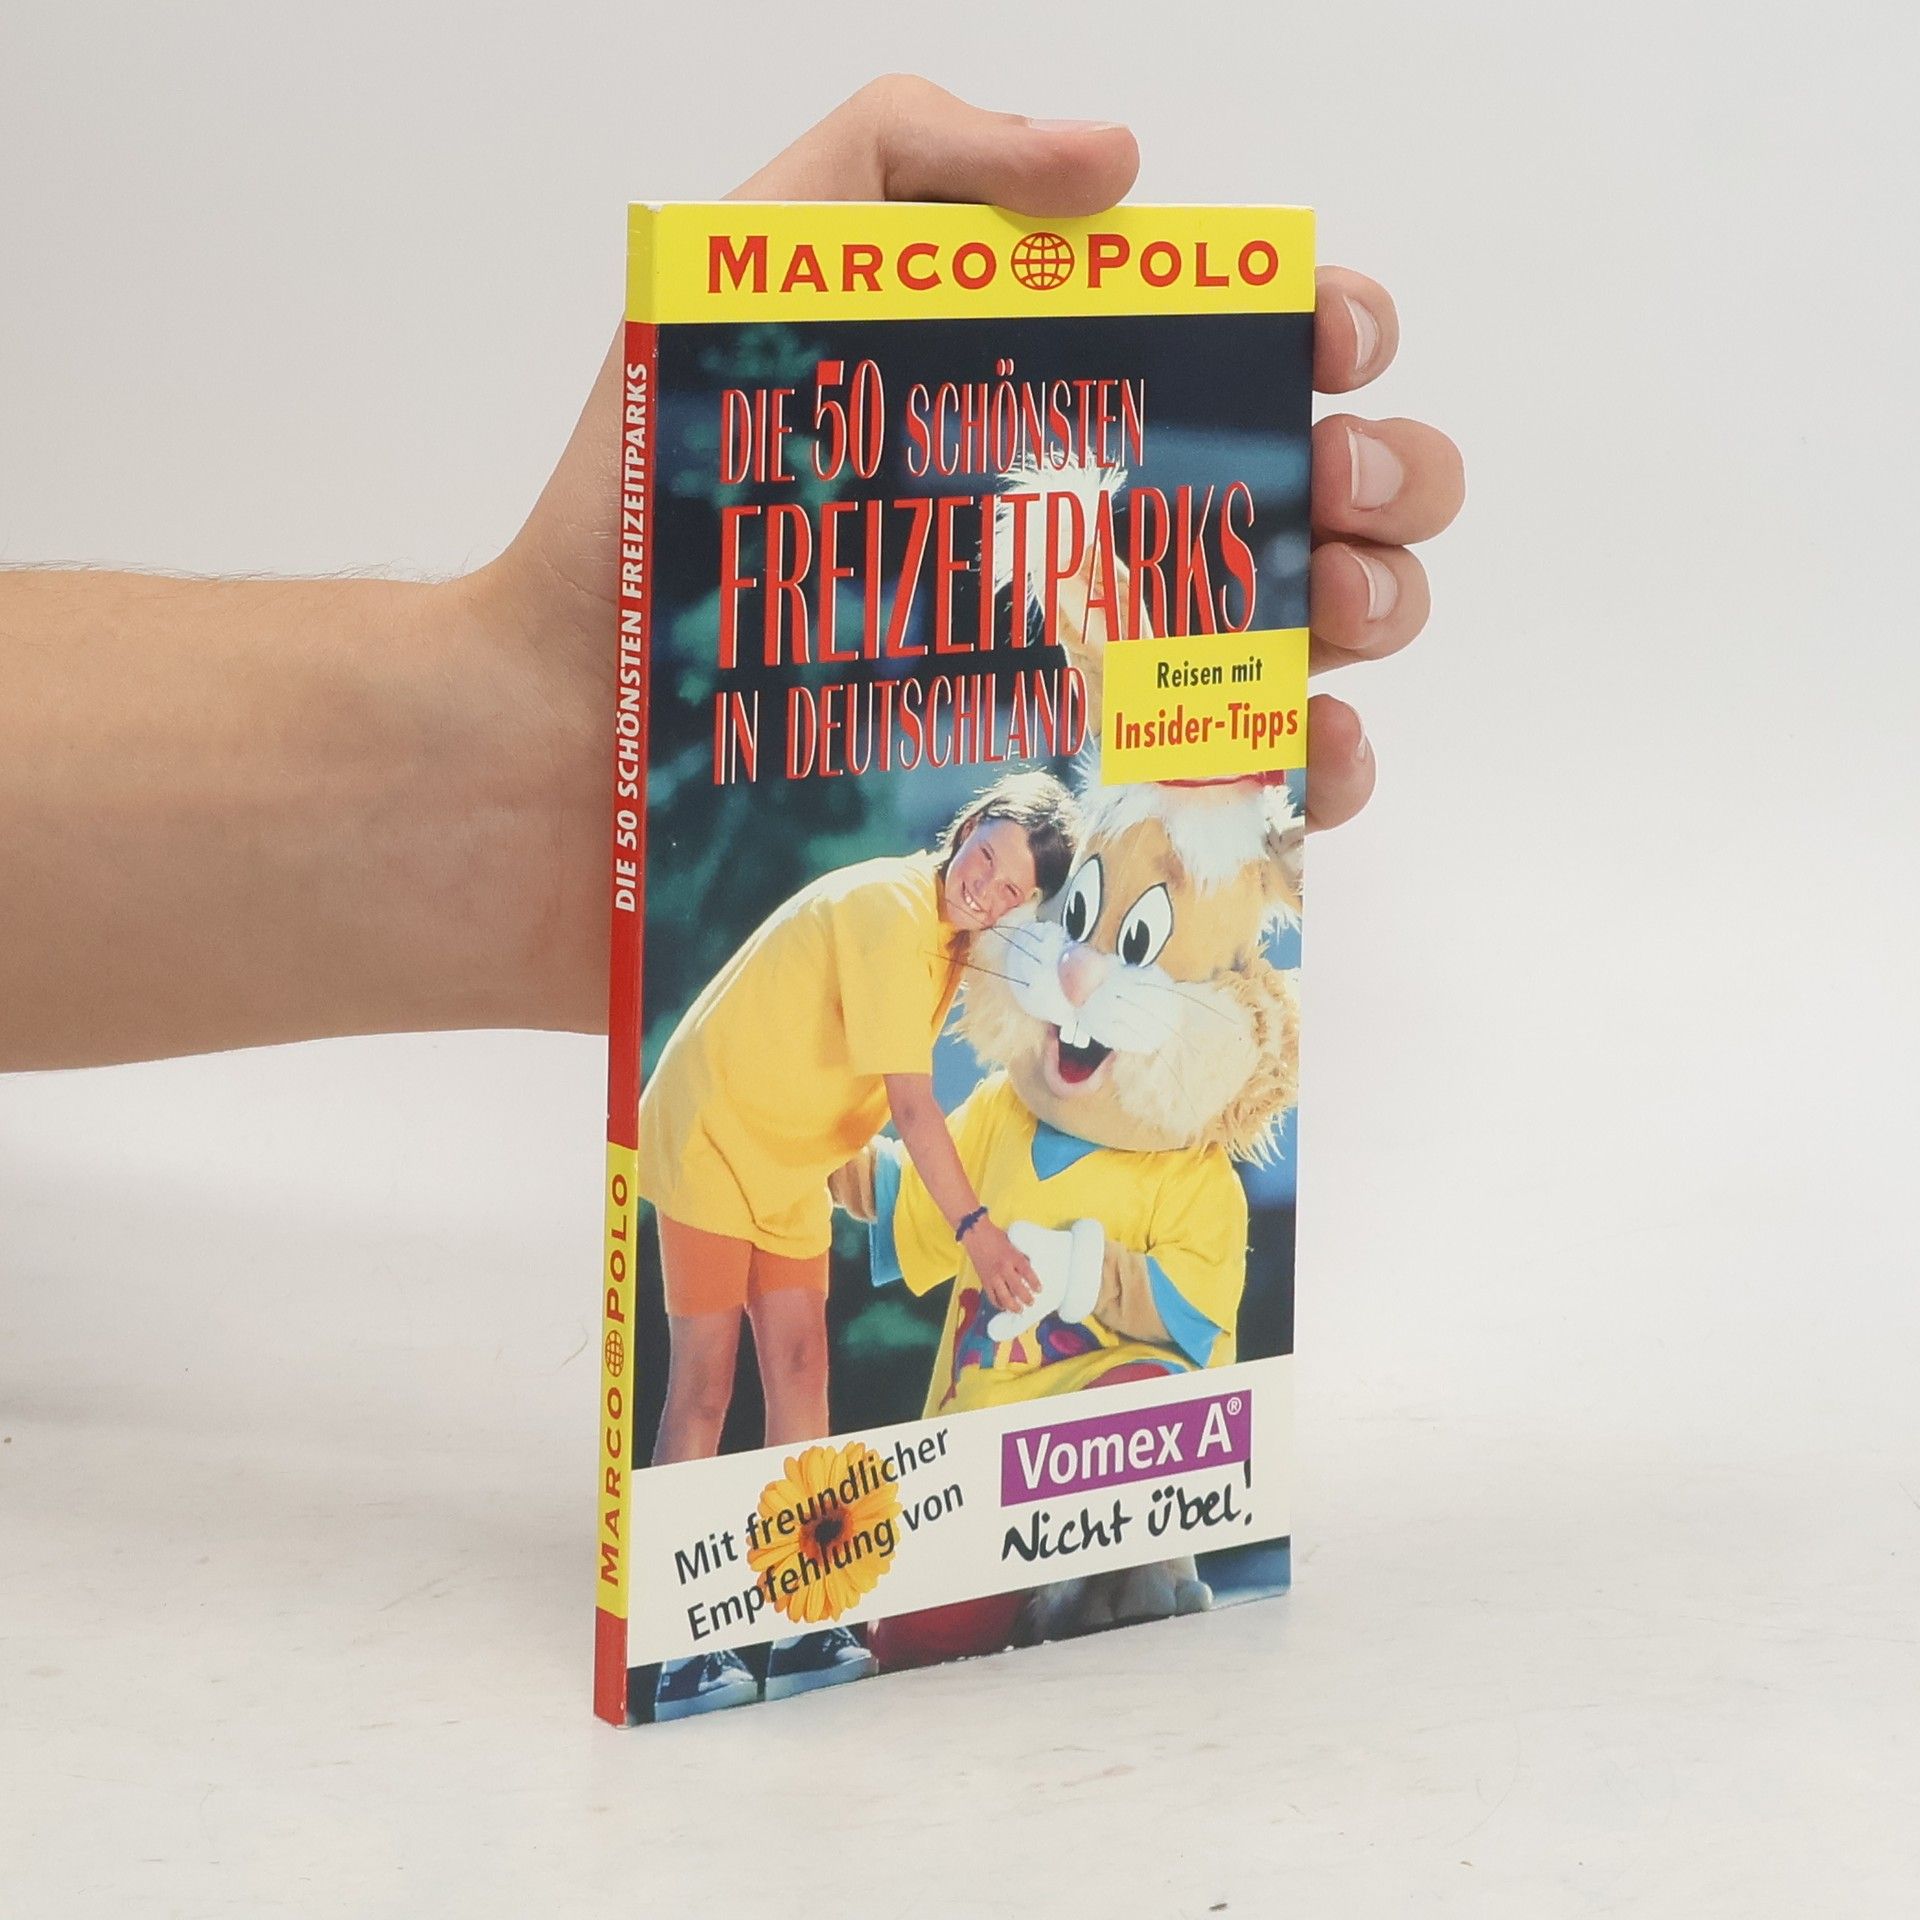 MARCO POLO
DIE 50 SCHÖNSTEN
FREIZEITPARKS
IN DEUTSCHLAND
Reisen mit
Insider-Tipps
Mit freundlicher
Empfehlung von
Vomex A®
Nicht übel!
DIE 50 SCHÖNSTEN FREIZEITPARKS
MARCO POLO